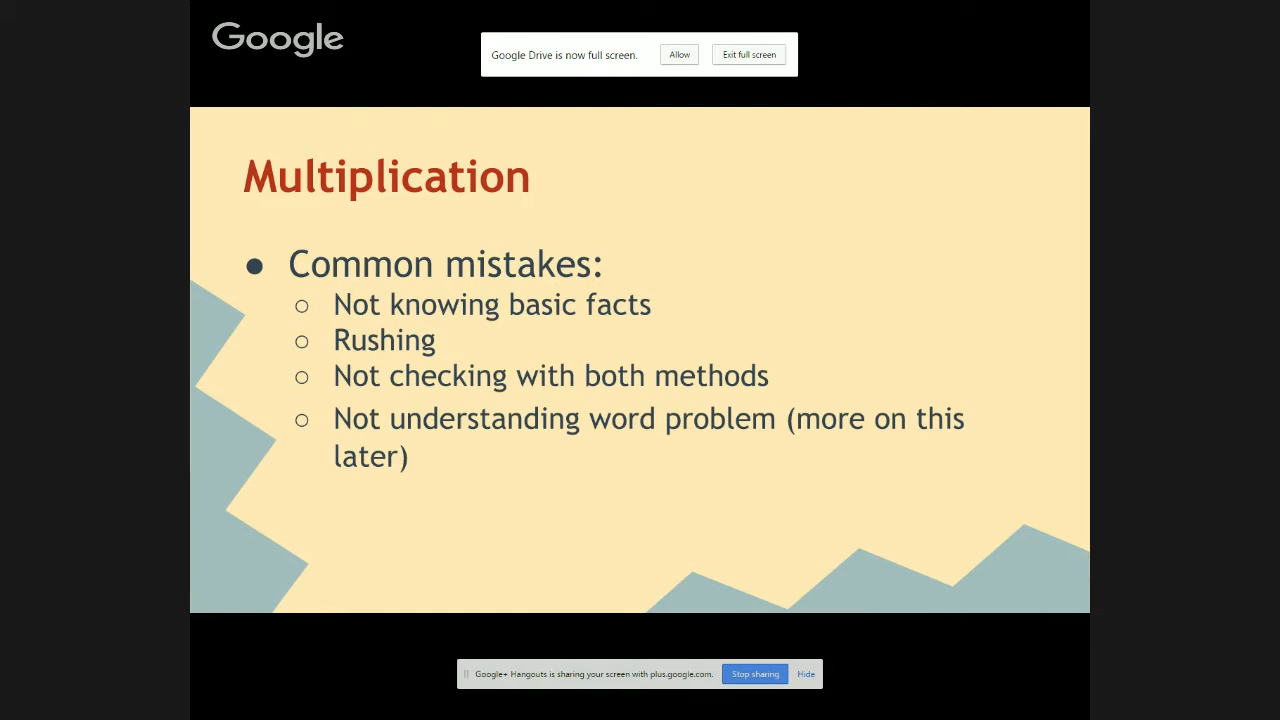 Google
Google Drive is now full screen. Allow Exit full screen
Multiplication
● Common mistakes:
○ Not knowing basic facts
○ Rushing
○ Not checking with both methods
○ Not understanding word problem (more on this
later)
Google+ Hangouts is sharing your screen with plus.google.com. Stop sharing Hide